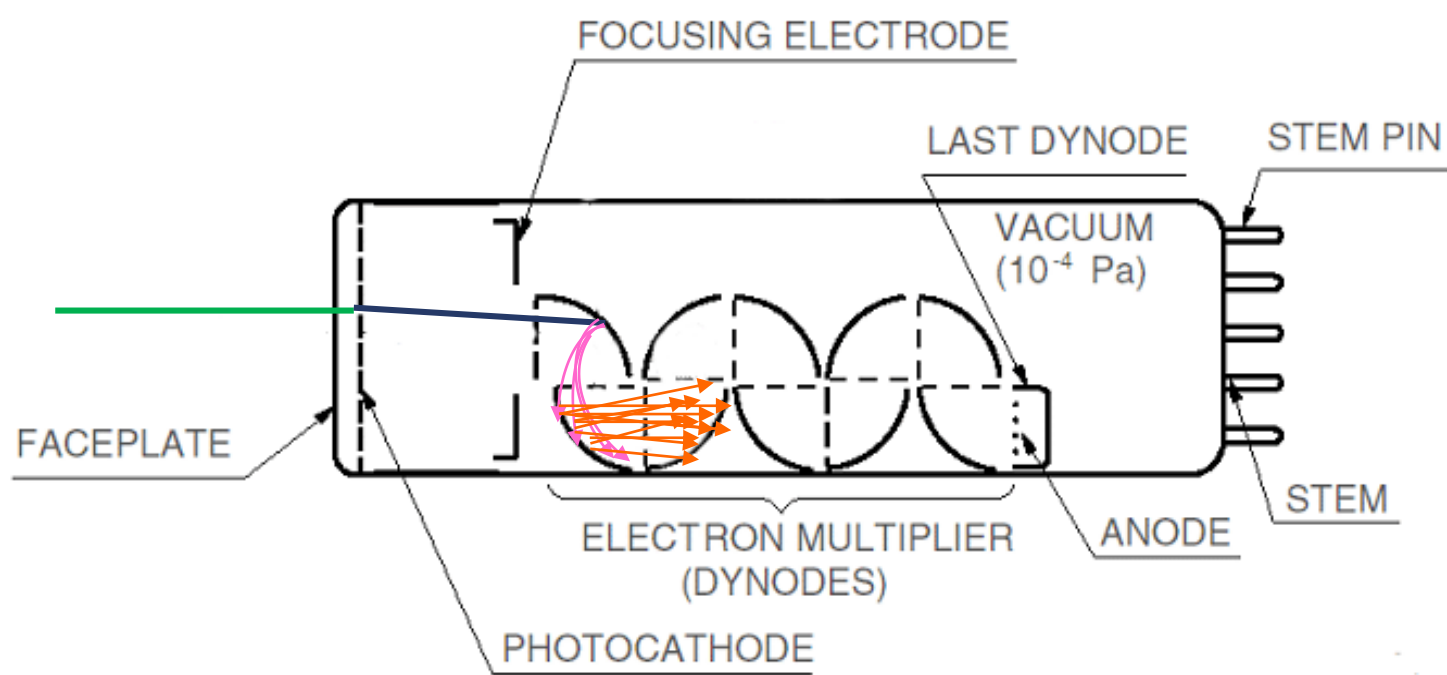 FOCUSING ELECTRODE
LAST DYNODE
STEM PIN
VACUUM
(10⁻⁴ Pa)
FACEPLATE
STEM
ANODE
ELECTRON MULTIPLIER
(DYNODES)
PHOTOCATHODE